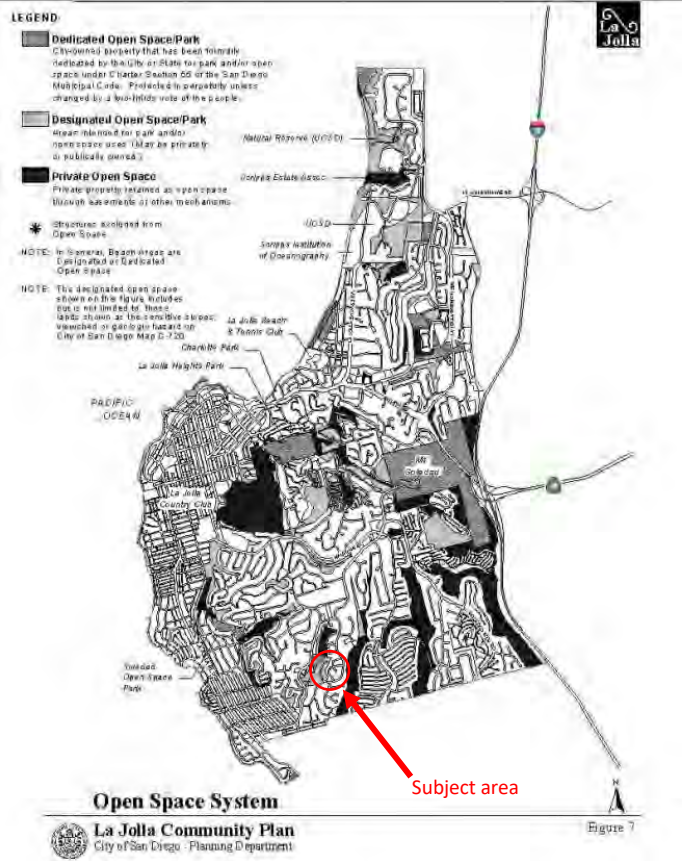 LEGEND
La
Jolla
Dedicated Open Space/Park
City-owned property that has been formally
dedicated by the City or State for park and/or open
space under Charter Section 55 of the San Diego
Municipal Code. Protected in perpetuity unless
changed by a two-thirds vote of the people.
Designated Open Space/Park
Areas intended for park and/or
open space uses (May be privately
or publically owned.)
Private Open Space
Private property retained as open space
through easements or other mechanisms
Structures excluded from
Open Space
NOTE: In General, Beach Areas are
Designated or Dedicated
Open Space
NOTE: The designated open space
shown on this figure includes
but is not limited to, those
lands shown as the sensitive slopes,
viewshed or geologic hazard on
City of San Diego Map C-720.
Natural Reserve (UCSD)
Scripps Estate Assoc.
UCSD
Scripps Institution
of Oceanography
La Jolla Beach
& Tennis Club
Charlotte Park
La Jolla Heights Park
PACIFIC
OCEAN
Mt
Soledad
La Jolla
Country Club
Open Space
Park
Subject area
N
Open Space System
La Jolla Community Plan
City of San Diego · Planning Department
Figure 7